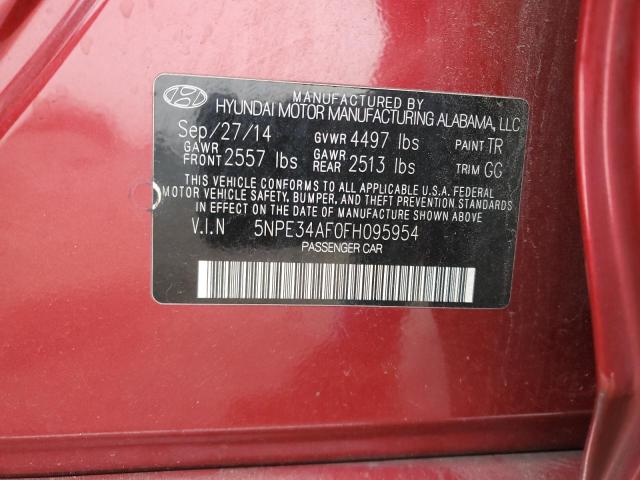 MANUFACTURED BY
HYUNDAI MOTOR MANUFACTURING ALABAMA, LLC
Sep/27/14 GVWR 4497 lbs PAINT TR
GAWR FRONT 2557 lbs GAWR REAR 2513 lbs TRIM GG
THIS VEHICLE CONFORMS TO ALL APPLICABLE U.S.A. FEDERAL
MOTOR VEHICLE SAFETY, BUMPER, AND THEFT PREVENTION STANDARDS
IN EFFECT ON THE DATE OF MANUFACTURE SHOWN ABOVE.
V.I.N 5NPE34AF0FH095954
PASSENGER CAR